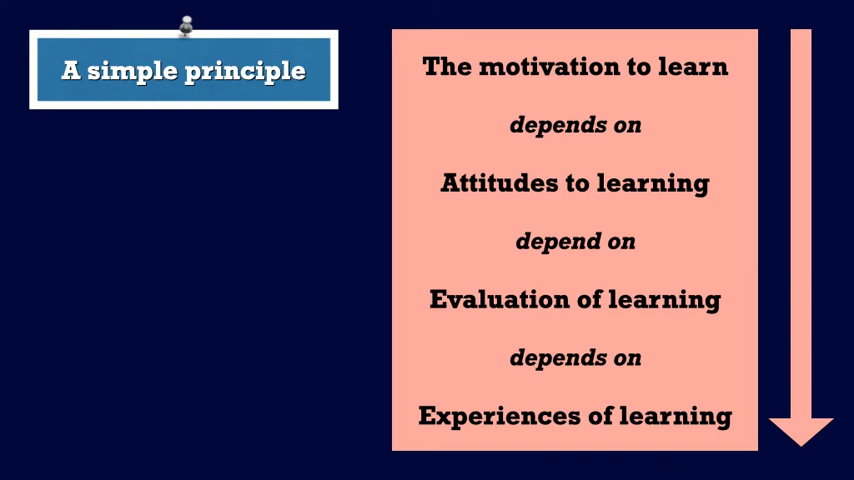 A simple principle
The motivation to learn
depends on
Attitudes to learning
depend on
Evaluation of learning
depends on
Experiences of learning